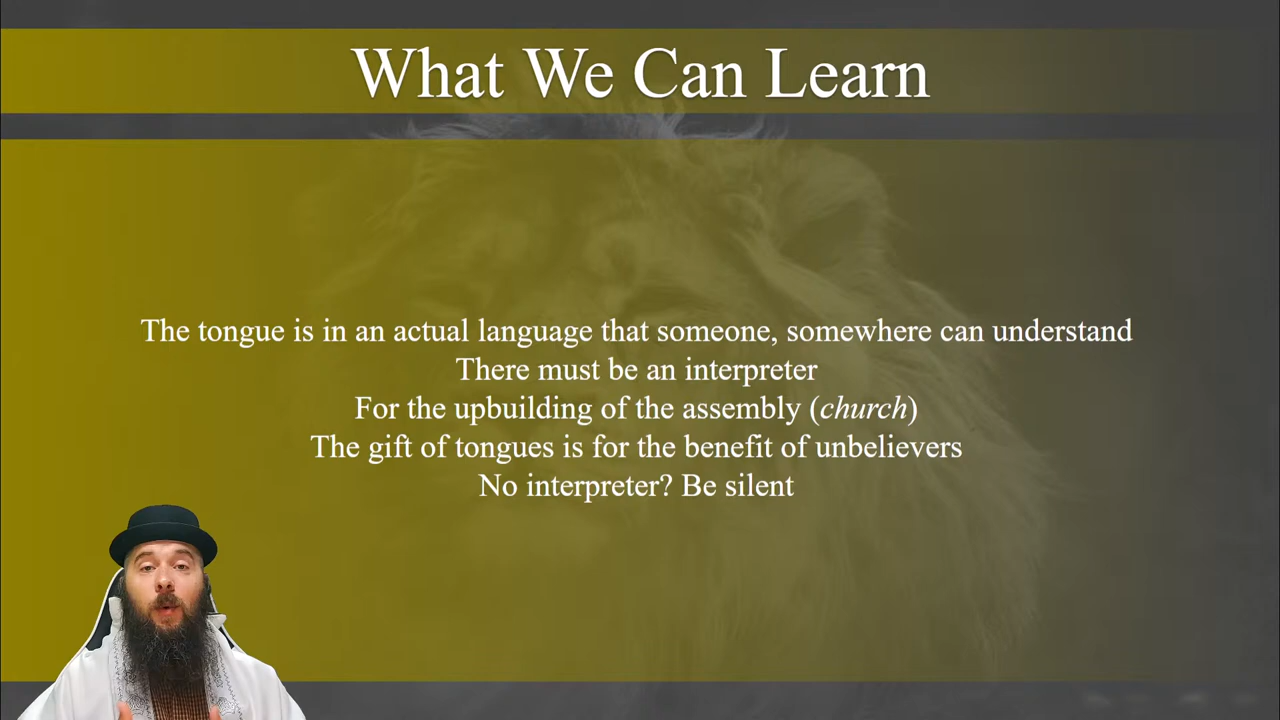 What We Can Learn
The tongue is in an actual language that someone, somewhere can understand
There must be an interpreter
For the upbuilding of the assembly (church)
The gift of tongues is for the benefit of unbelievers
No interpreter? Be silent